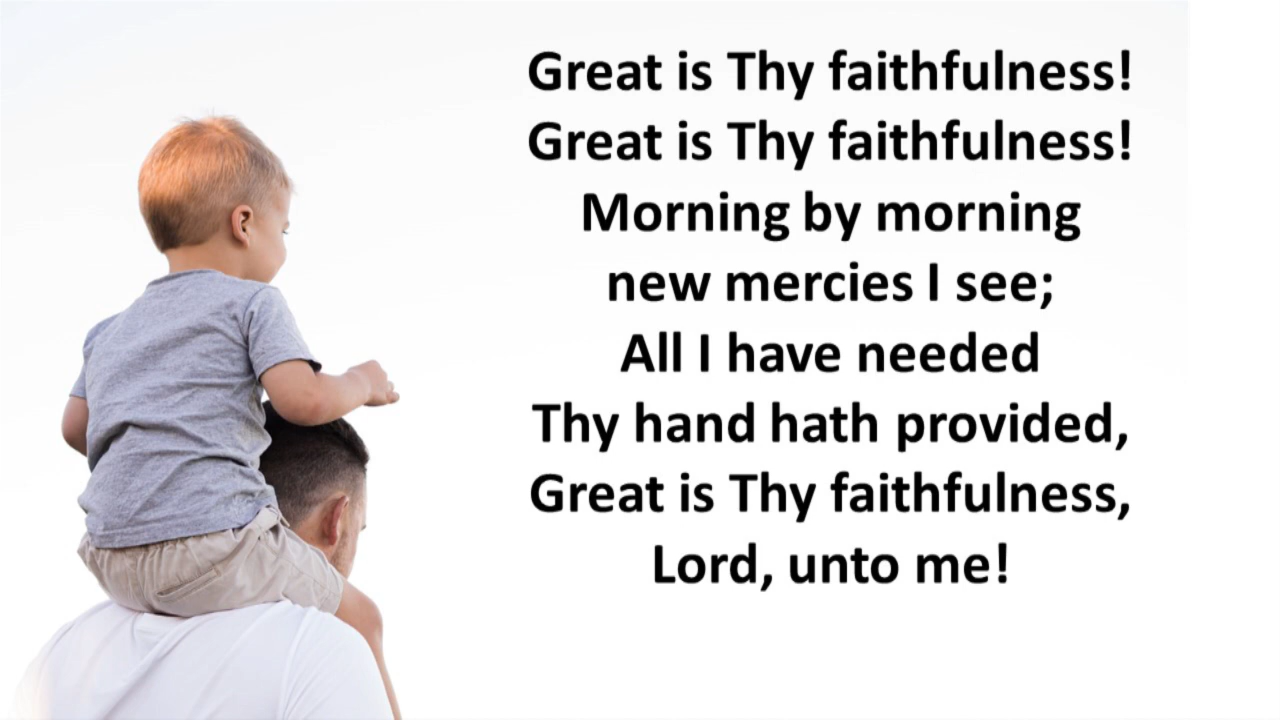 Great is Thy faithfulness!
Great is Thy faithfulness!
Morning by morning
new mercies I see;
All I have needed
Thy hand hath provided,
Great is Thy faithfulness,
Lord, unto me!